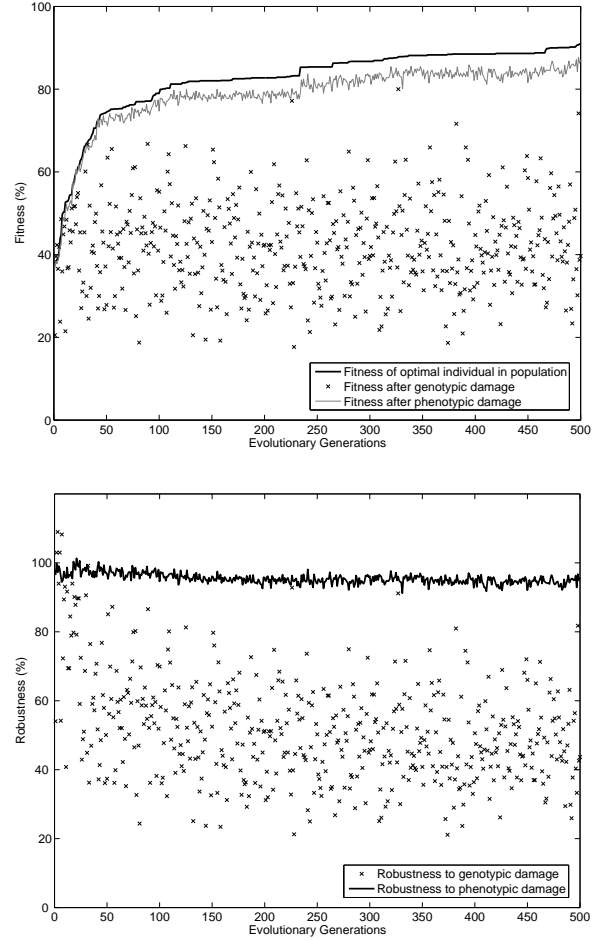 100
80
60
40
20
0
Fitness (%)
Fitness of optimal individual in population
Fitness after genotypic damage
Fitness after phenotypic damage
0 50 100 150 200 250 300 350 400 450 500
Evolutionary Generations
100
80
60
40
20
0
Robustness (%)
Robustness to genotypic damage
Robustness to phenotypic damage
0 50 100 150 200 250 300 350 400 450 500
Evolutionary Generations